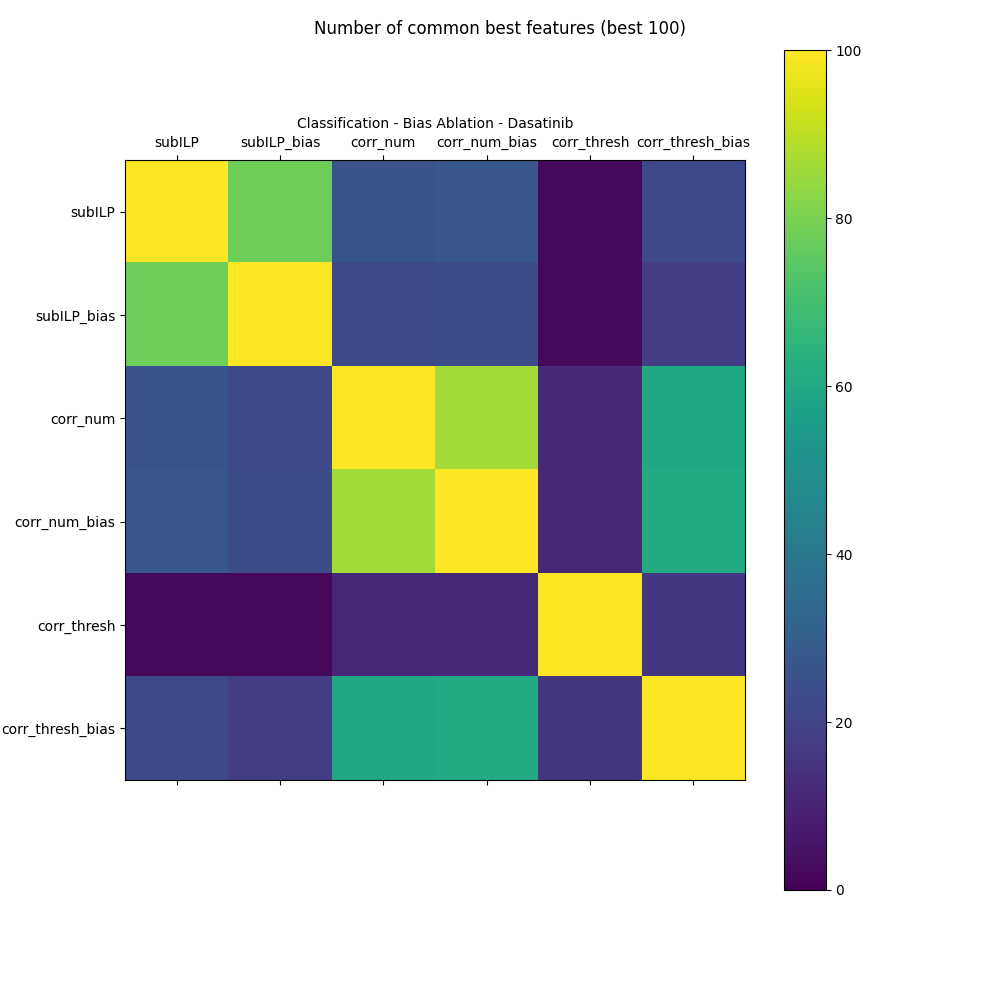 Number of common best features (best 100)
Classification - Bias Ablation - Dasatinib
subILP subILP_bias corr_num corr_num_bias corr_thresh corr_thresh_bias
subILP
subILP_bias
corr_num
corr_num_bias
corr_thresh
corr_thresh_bias
100
80
60
40
20
0